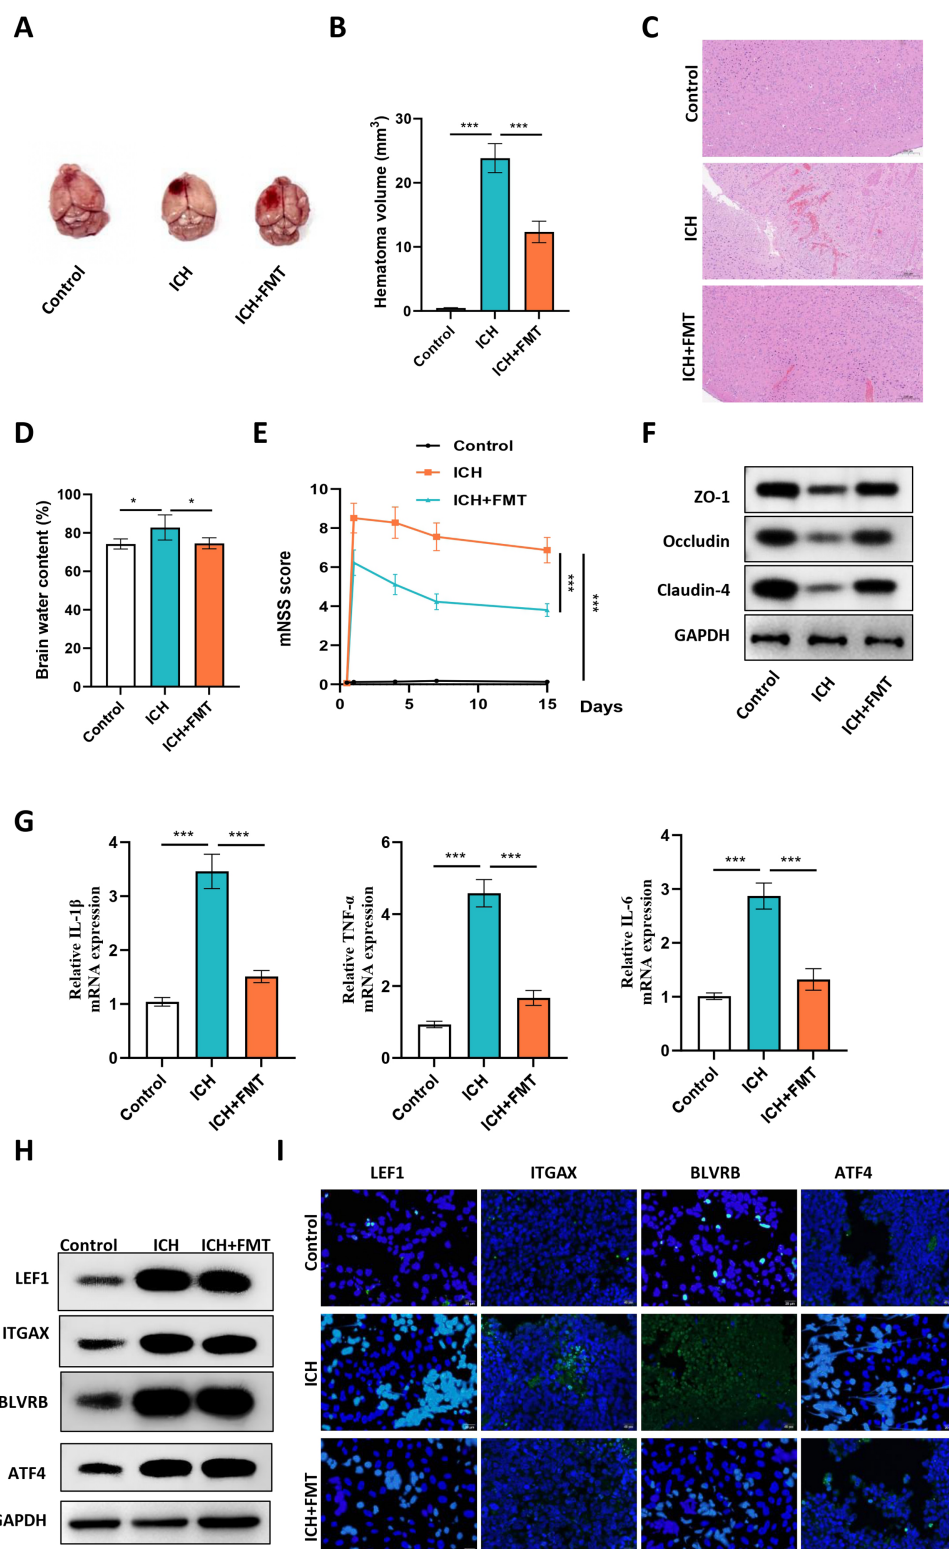 A
B
C
Control
ICH
ICH+FMT
Hematoma volume (mm³)
30
20
10
0
***
***
Control
ICH
ICH+FMT
Control
ICH
ICH+FMT
D
E
F
Brain water content (%)
100
80
60
40
20
0
*
*
Control
ICH
ICH+FMT
Control
ICH
ICH+FMT
mNSS score
10
8
6
4
2
0
0
5
10
15
Days
***
***
ZO-1
Occludin
Claudin-4
GAPDH
Control
ICH
ICH+FMT
G
Relative IL-1β
mRNA expression
4
3
2
1
0
***
***
Control
ICH
ICH+FMT
Relative TNF-α
mRNA expression
6
4
2
0
***
***
Control
ICH
ICH+FMT
Relative IL-6
mRNA expression
4
3
2
1
0
***
***
Control
ICH
ICH+FMT
H
Control ICH ICH+FMT
LEF1
ITGAX
BLVRB
ATF4
GAPDH
I
LEF1 ITGAX BLVRB ATF4
Control
ICH
ICH+FMT